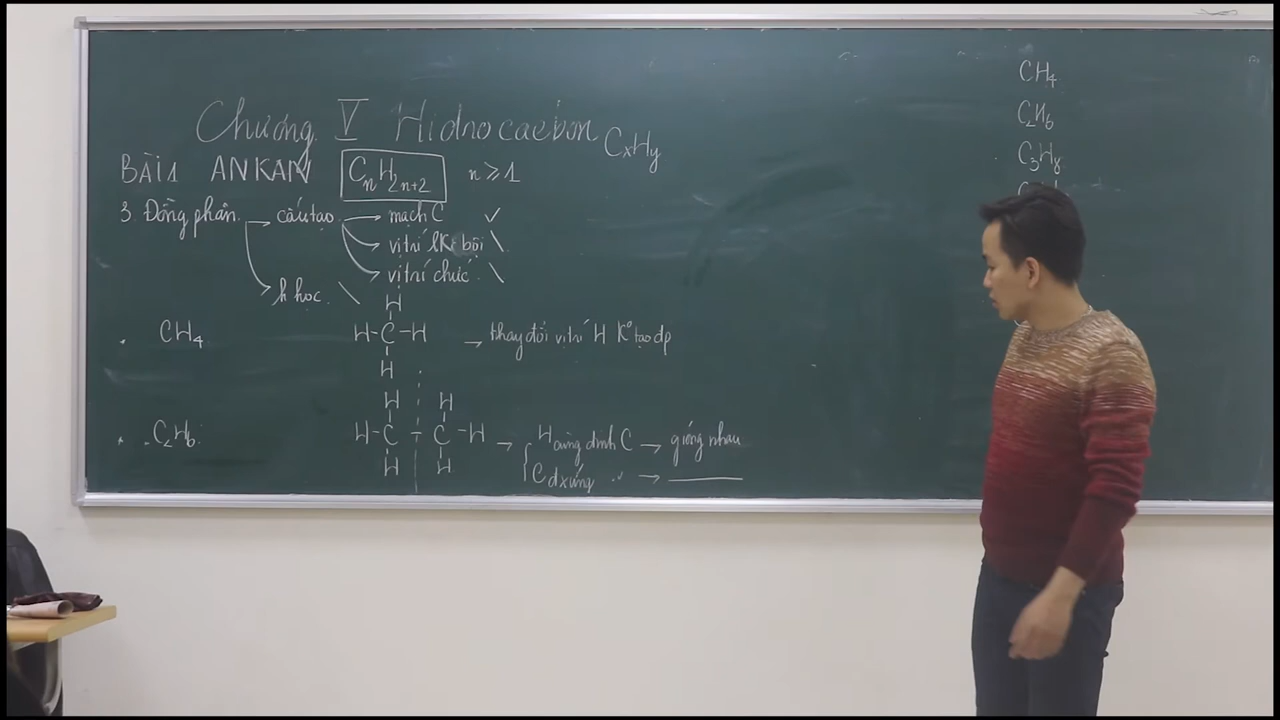 Chương V Hiđrocacbon CxHy
BÀI 1 ANKAN CnH2n+2 n ≥ 1
3. Đồng phân → cấu tạo → mạch C ✓
→ vị trí lk bội \
→ vị trí chức \
→ h học \
H
. CH4 H-C-H → thay đổi vị trí H Ko tạo đp
H
H H
. C2H6 H-C-C-H → { H cùng đính C → giống nhau
C đxứng " →
H H
CH4
C2H6
C3H8